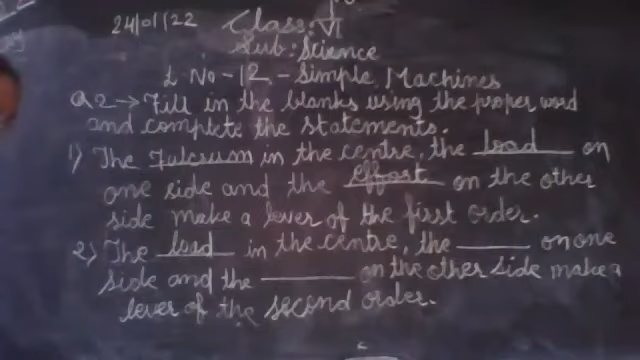 24/01/22 Class: VI
Sub: Science
L. No - 12 - Simple Machines
Q2 → Fill in the blanks using the proper word
and complete the statements.
1) The Fulcrum in the centre, the load on
one side and the effort on the other
side make a lever of the first order.
2) The load in the centre, the ______ on one
side and the ______ on the other side make a
lever of the second order.